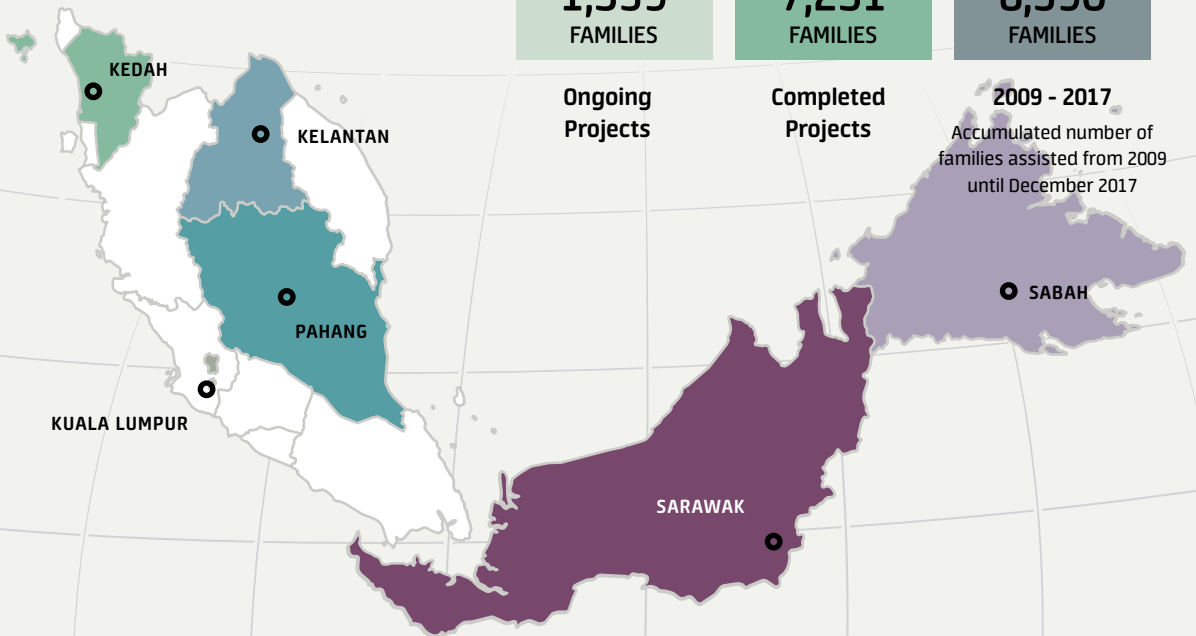 FAMILIES
FAMILIES
FAMILIES
Ongoing
Projects
Completed
Projects
2009 - 2017
Accumulated number of
families assisted from 2009
until December 2017
KEDAH
KELANTAN
PAHANG
KUALA LUMPUR
SABAH
SARAWAK